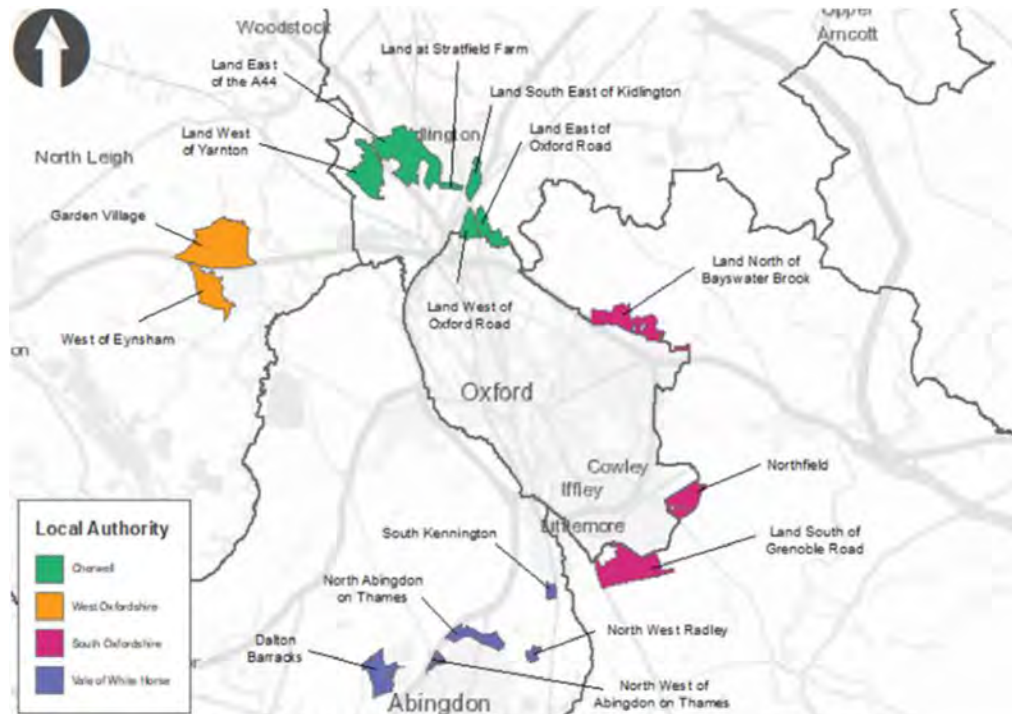 Woodstock
Upper
Arncott
Land at Stratfield Farm
Land East
of the A44
Land South East of Kidlington
Land West
of Yarnton
idlington
Land East of
Oxford Road
North Leigh
Garden Village
Land North of
Bayswater Brook
Land West of
Oxford Road
West of Eynsham
on
Oxford
Cowley
Iffley
Littlemore
Northfield
Land South of
Grenoble Road
South Kennington
North Abingdon
on Thames
Dalton
Barracks
North West Radley
North West of
Abingdon on Thames
Abingdon
Local Authority
Cherwell
West Oxfordshire
South Oxfordshire
Vale of White Horse
on